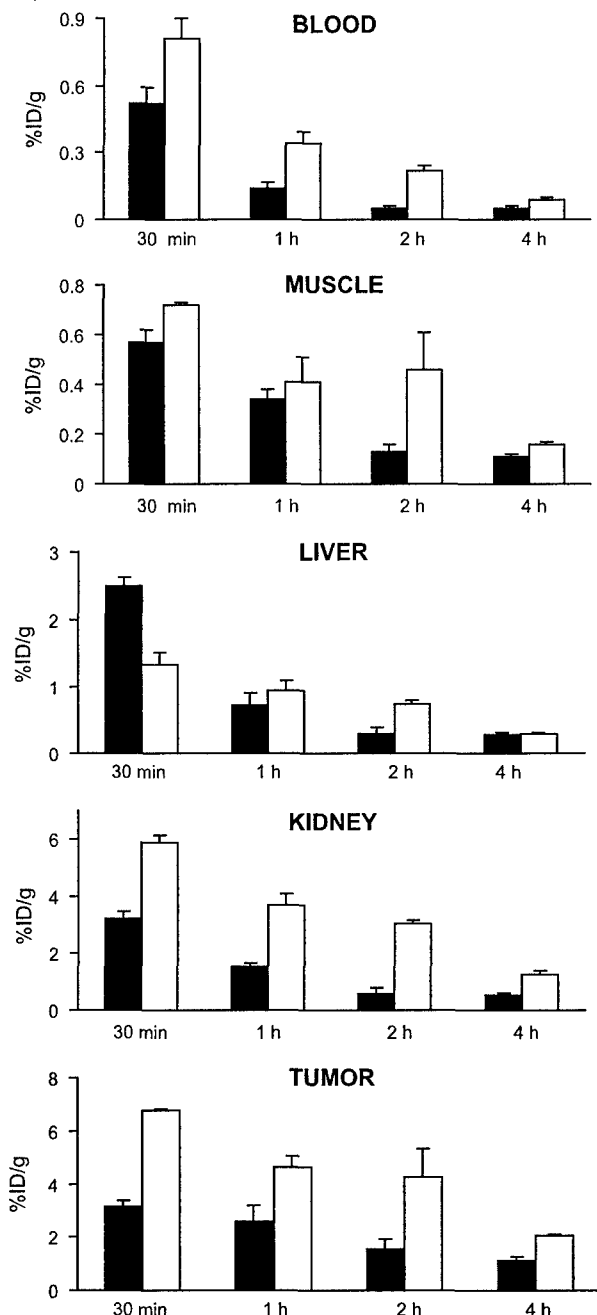 BLOOD
%ID/g
0.9
0.6
0.3
0
30 min 1 h 2 h 4 h
MUSCLE
%ID/g
0.8
0.6
0.4
0.2
0
30 min 1 h 2 h 4 h
LIVER
%ID/g
3
2
1
0
30 min 1 h 2 h 4 h
KIDNEY
%ID/g
6
4
2
0
30 min 1 h 2 h 4 h
TUMOR
%ID/g
8
6
4
2
0
30 min 1 h 2 h 4 h